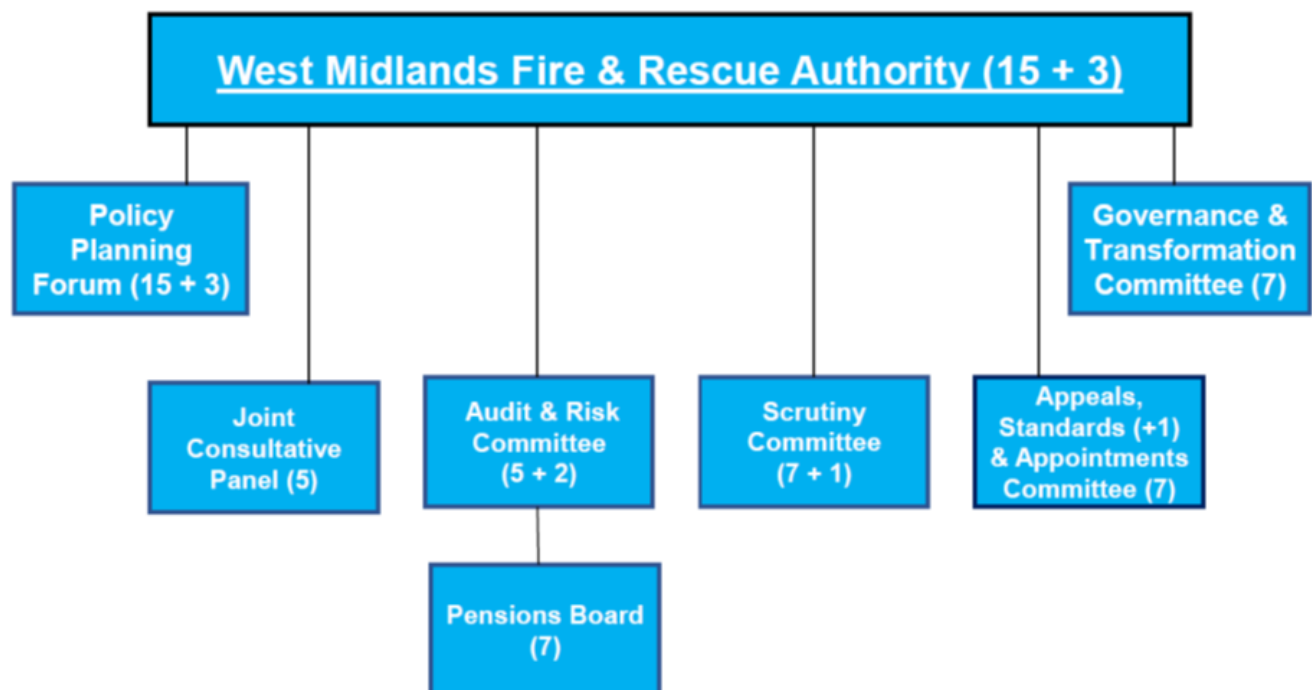 West Midlands Fire & Rescue Authority (15 + 3)
Policy
Planning
Forum (15 + 3)
Governance &
Transformation
Committee (7)
Joint
Consultative
Panel (5)
Audit & Risk
Committee
(5 + 2)
Scrutiny
Committee
(7 + 1)
Appeals,
Standards (+1)
& Appointments
Committee (7)
Pensions Board
(7)